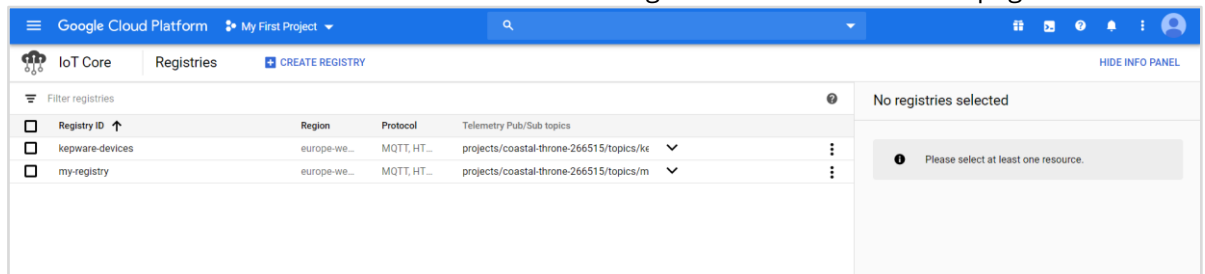 Google Cloud Platform My First Project
IoT Core Registries CREATE REGISTRY HIDE INFO PANEL
Filter registries
Registry ID Region Protocol Telemetry Pub/Sub topics
kepware-devices europe-we... MQTT, HT... projects/coastal-throne-266515/topics/ke
my-registry europe-we... MQTT, HT... projects/coastal-throne-266515/topics/m
No registries selected
Please select at least one resource.